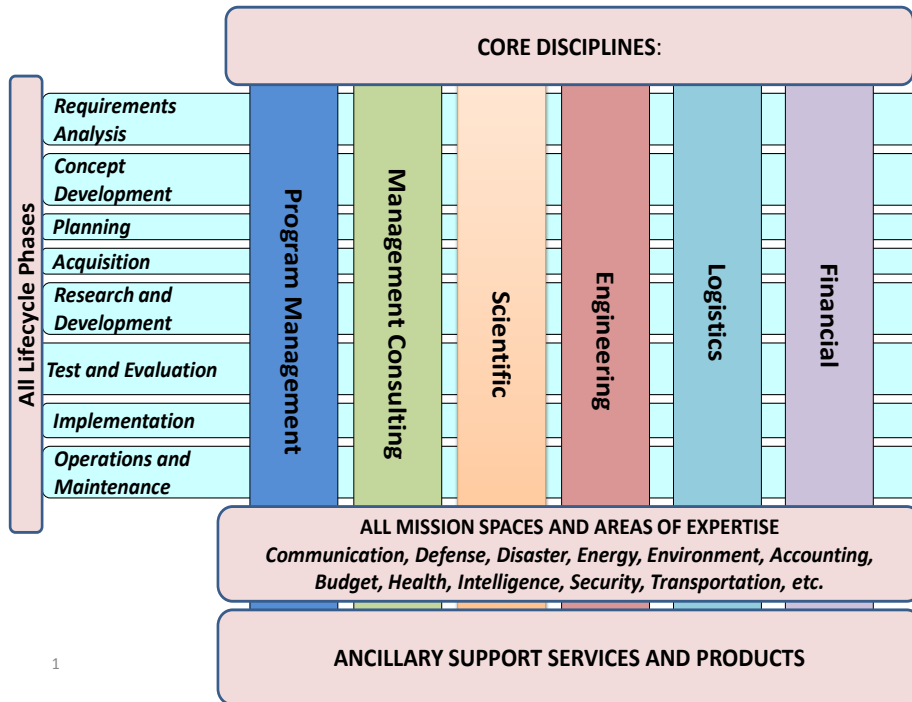 CORE DISCIPLINES:
All Lifecycle Phases
Requirements
Analysis
Concept
Development
Planning
Acquisition
Research and
Development
Test and Evaluation
Implementation
Operations and
Maintenance
Program Management
Management Consulting
Scientific
Engineering
Logistics
Financial
ALL MISSION SPACES AND AREAS OF EXPERTISE
Communication, Defense, Disaster, Energy, Environment, Accounting,
Budget, Health, Intelligence, Security, Transportation, etc.
ANCILLARY SUPPORT SERVICES AND PRODUCTS
1